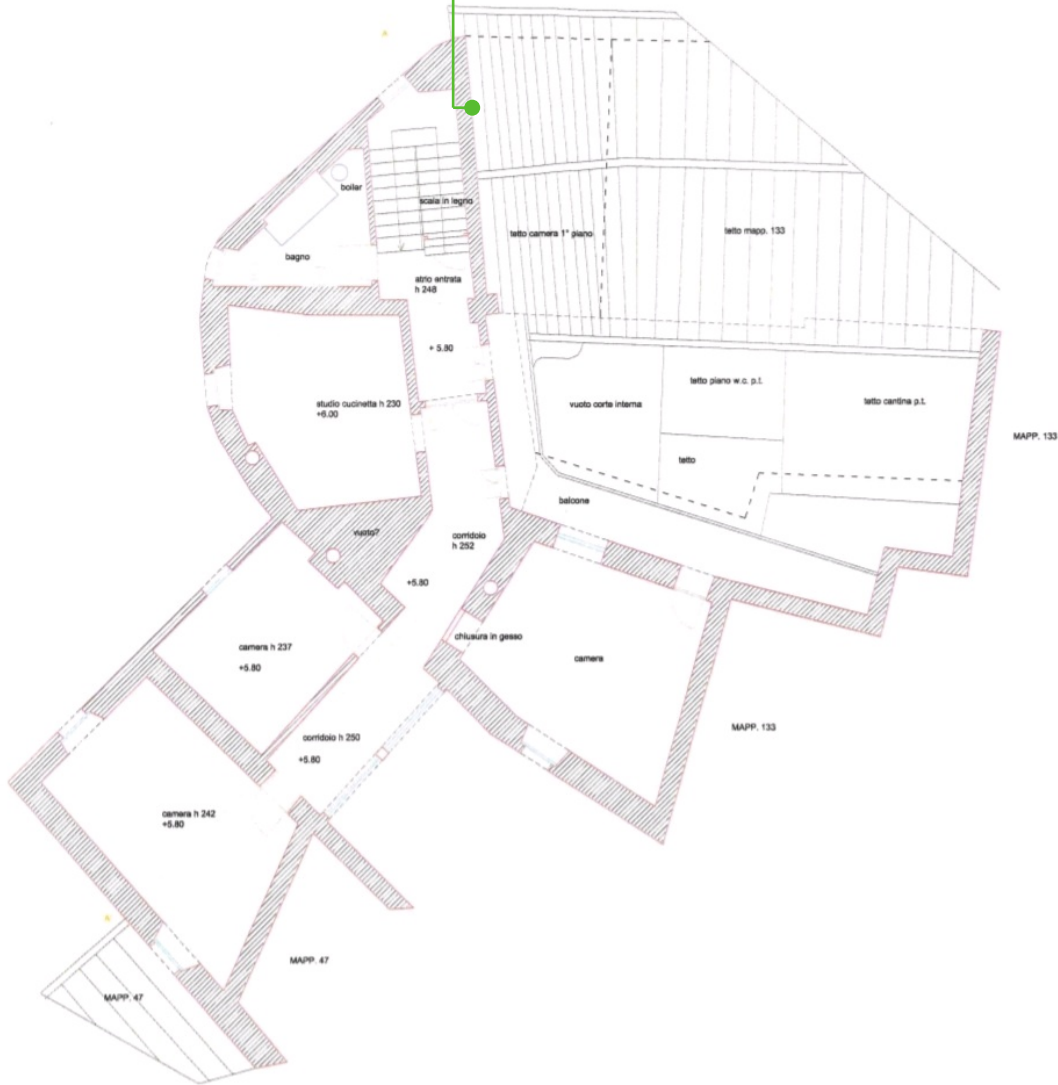 boiler
scala in legno
bagno
atrio entrata
h 248
+ 5.80
tetto camera 1° piano
tetto mapp. 133
studio cucinetta h 230
+6.00
vuoto corte interna
tetto piano w.c. p.t.
tetto cantina p.t.
tetto
MAPP. 133
balcone
vuoto?
corridoio
h 252
+5.80
chiusura in gesso
camera
camera h 237
+5.80
MAPP. 133
corridoio h 250
+5.80
camera h 242
+5.80
MAPP. 47
MAPP. 47